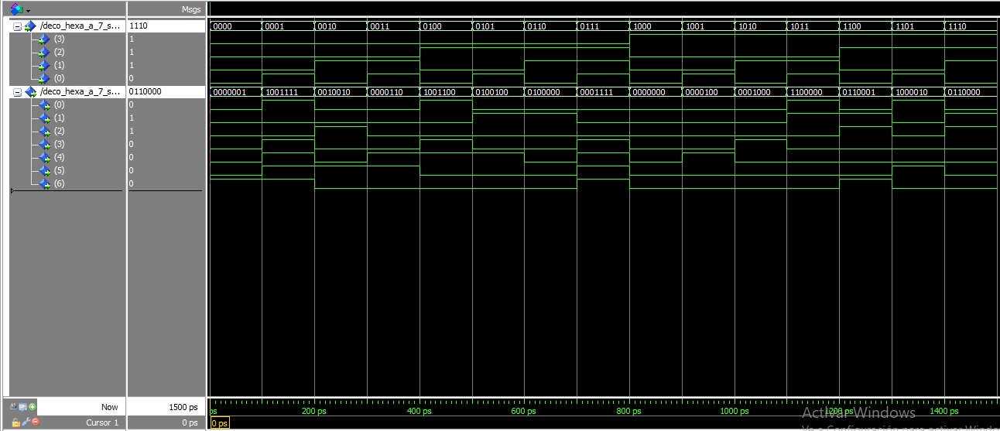 Msgs
/deco_hexa_a_7_s... 1110 0000 0001 0010 0011 0100 0101 0110 0111 1000 1001 1010 1011 1100 1101 1110
(3) 1
(2) 1
(1) 1
(0) 0
/deco_hexa_a_7_s... 0110000 0000001 1001111 0010010 0000110 1001100 0100100 0100000 0001111 0000000 0000100 0001000 1100000 0110001 1000010 0110000
(0) 0
(1) 1
(2) 1
(3) 0
(4) 0
(5) 0
(6) 0
Now 1500 ps ps 200 ps 400 ps 600 ps 800 ps 1000 ps 1200 ps 1400 ps
Cursor 1 0 ps 0 ps
Activar Windows
Ve a Configuración para activar Windows